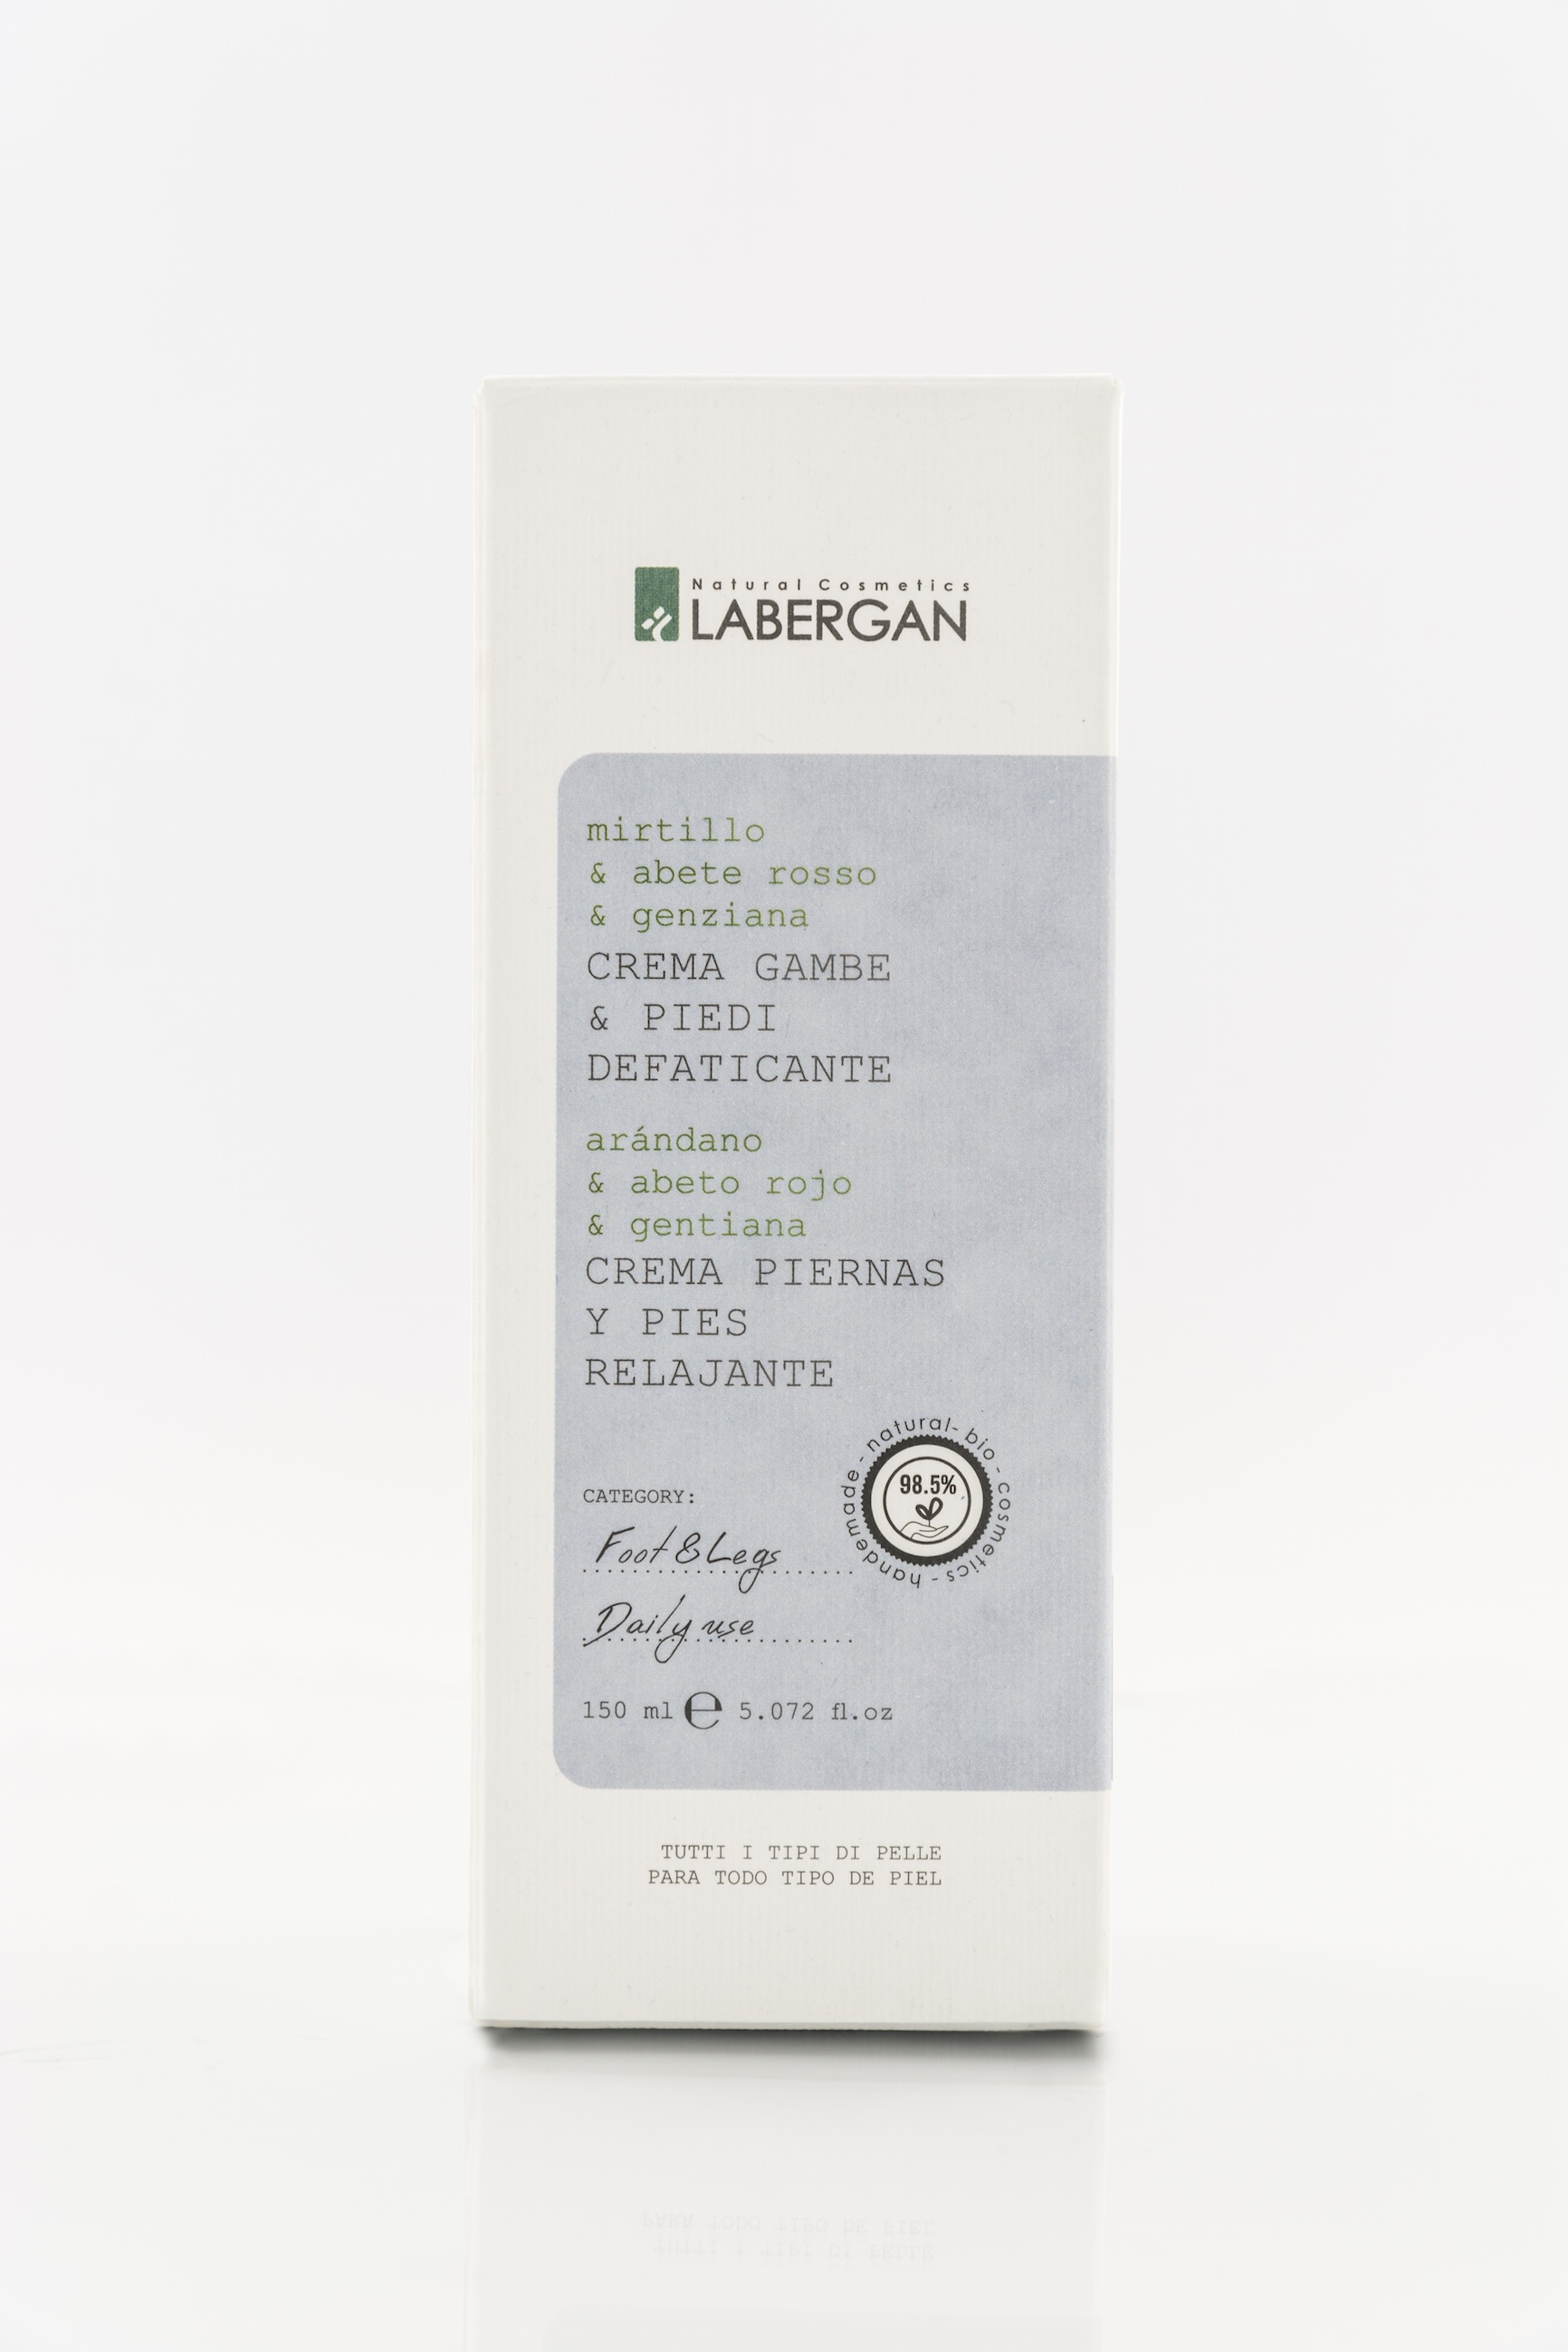 Natural Cosmetics
LABERGAN
mirtillo
& abete rosso
& genziana
CREMA GAMBE
& PIEDI
DEFATICANTE
arándano
& abeto rojo
& gentiana
CREMA PIERNAS
Y PIES
RELAJANTE
natural - bio - cosmetics - handemade -
98.5%
CATEGORY:
Foot & Legs
Daily use
150 ml e 5.072 fl.oz
TUTTI I TIPI DI PELLE
PARA TODO TIPO DE PIEL